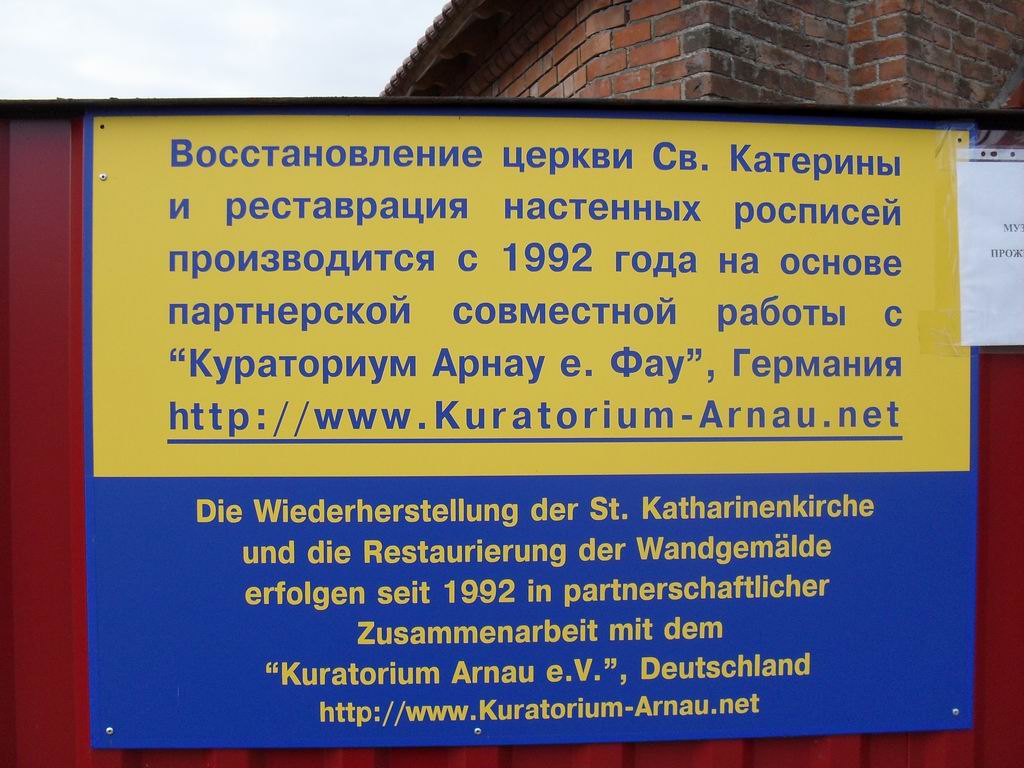 Восстановление церкви Св. Катерины
и реставрация настенных росписей
производится с 1992 года на основе
партнерской совместной работы с
“Кураториум Арнау е. Фау”, Германия
http://www.Kuratorium-Arnau.net
Die Wiederherstellung der St. Katharinenkirche
und die Restaurierung der Wandgemälde
erfolgen seit 1992 in partnerschaftlicher
Zusammenarbeit mit dem
“Kuratorium Arnau e.V.”, Deutschland
http://www.Kuratorium-Arnau.net